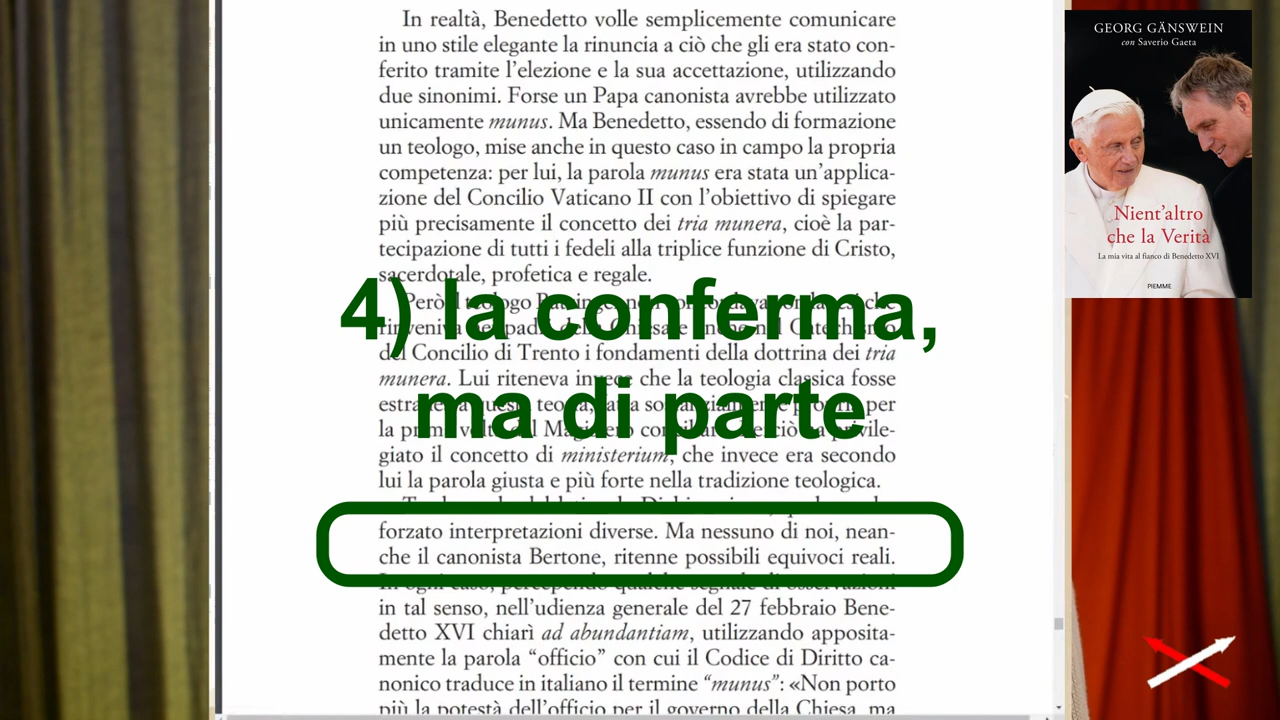 In realtà, Benedetto volle semplicemente comunicare
in uno stile elegante la rinuncia a ciò che gli era stato con-
ferito tramite l'elezione e la sua accettazione, utilizzando
due sinonimi. Forse un Papa canonista avrebbe utilizzato
unicamente munus. Ma Benedetto, essendo di formazione
un teologo, mise anche in questo caso in campo la propria
competenza: per lui, la parola munus era stata un'applica-
zione del Concilio Vaticano II con l'obiettivo di spiegare
più precisamente il concetto dei tria munera, cioè la par-
tecipazione di tutti i fedeli alla triplice funzione di Cristo,
sacerdotale, profetica e regale.
4) la conferma,
del Concilio di Trento i fondamenti della dottrina dei tria
munera. Lui riteneva invece che la teologia classica fosse
ma di parte
giato il concetto di ministerium, che invece era secondo
lui la parola giusta e più forte nella tradizione teologica.
forzato interpretazioni diverse. Ma nessuno di noi, nean-
che il canonista Bertone, ritenne possibili equivoci reali.
in tal senso, nell'udienza generale del 27 febbraio Bene-
detto XVI chiarì ad abundantiam, utilizzando apposita-
mente la parola “officio” con cui il Codice di Diritto ca-
nonico traduce in italiano il termine “munus”: «Non porto
più la potestà dell'officio per il governo della Chiesa, ma
GEORG GÄNSWEIN
con Saverio Gaeta
Nient'altro
che la Verità
La mia vita al fianco di Benedetto XVI
PIEMME